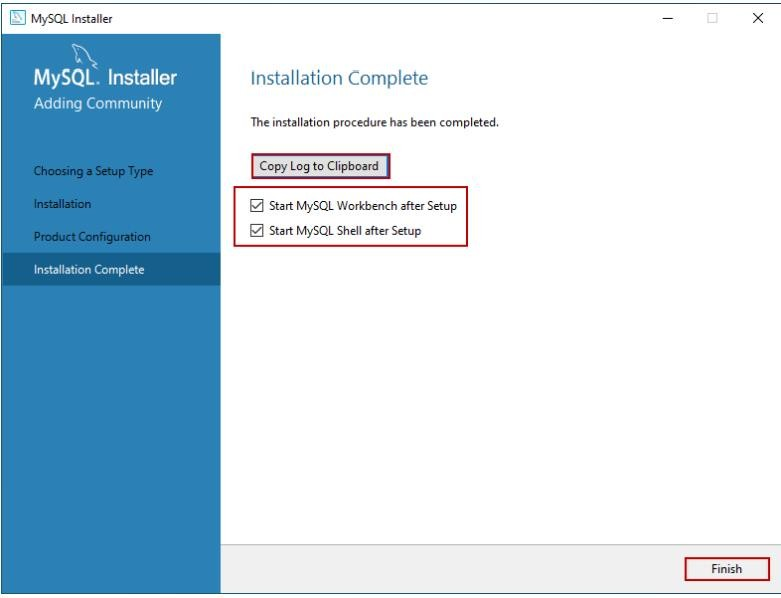 MySQL Installer
MySQL. Installer
Adding Community
Choosing a Setup Type
Installation
Product Configuration
Installation Complete
Installation Complete
The installation procedure has been completed.
Copy Log to Clipboard
Start MySQL Workbench after Setup
Start MySQL Shell after Setup
Finish